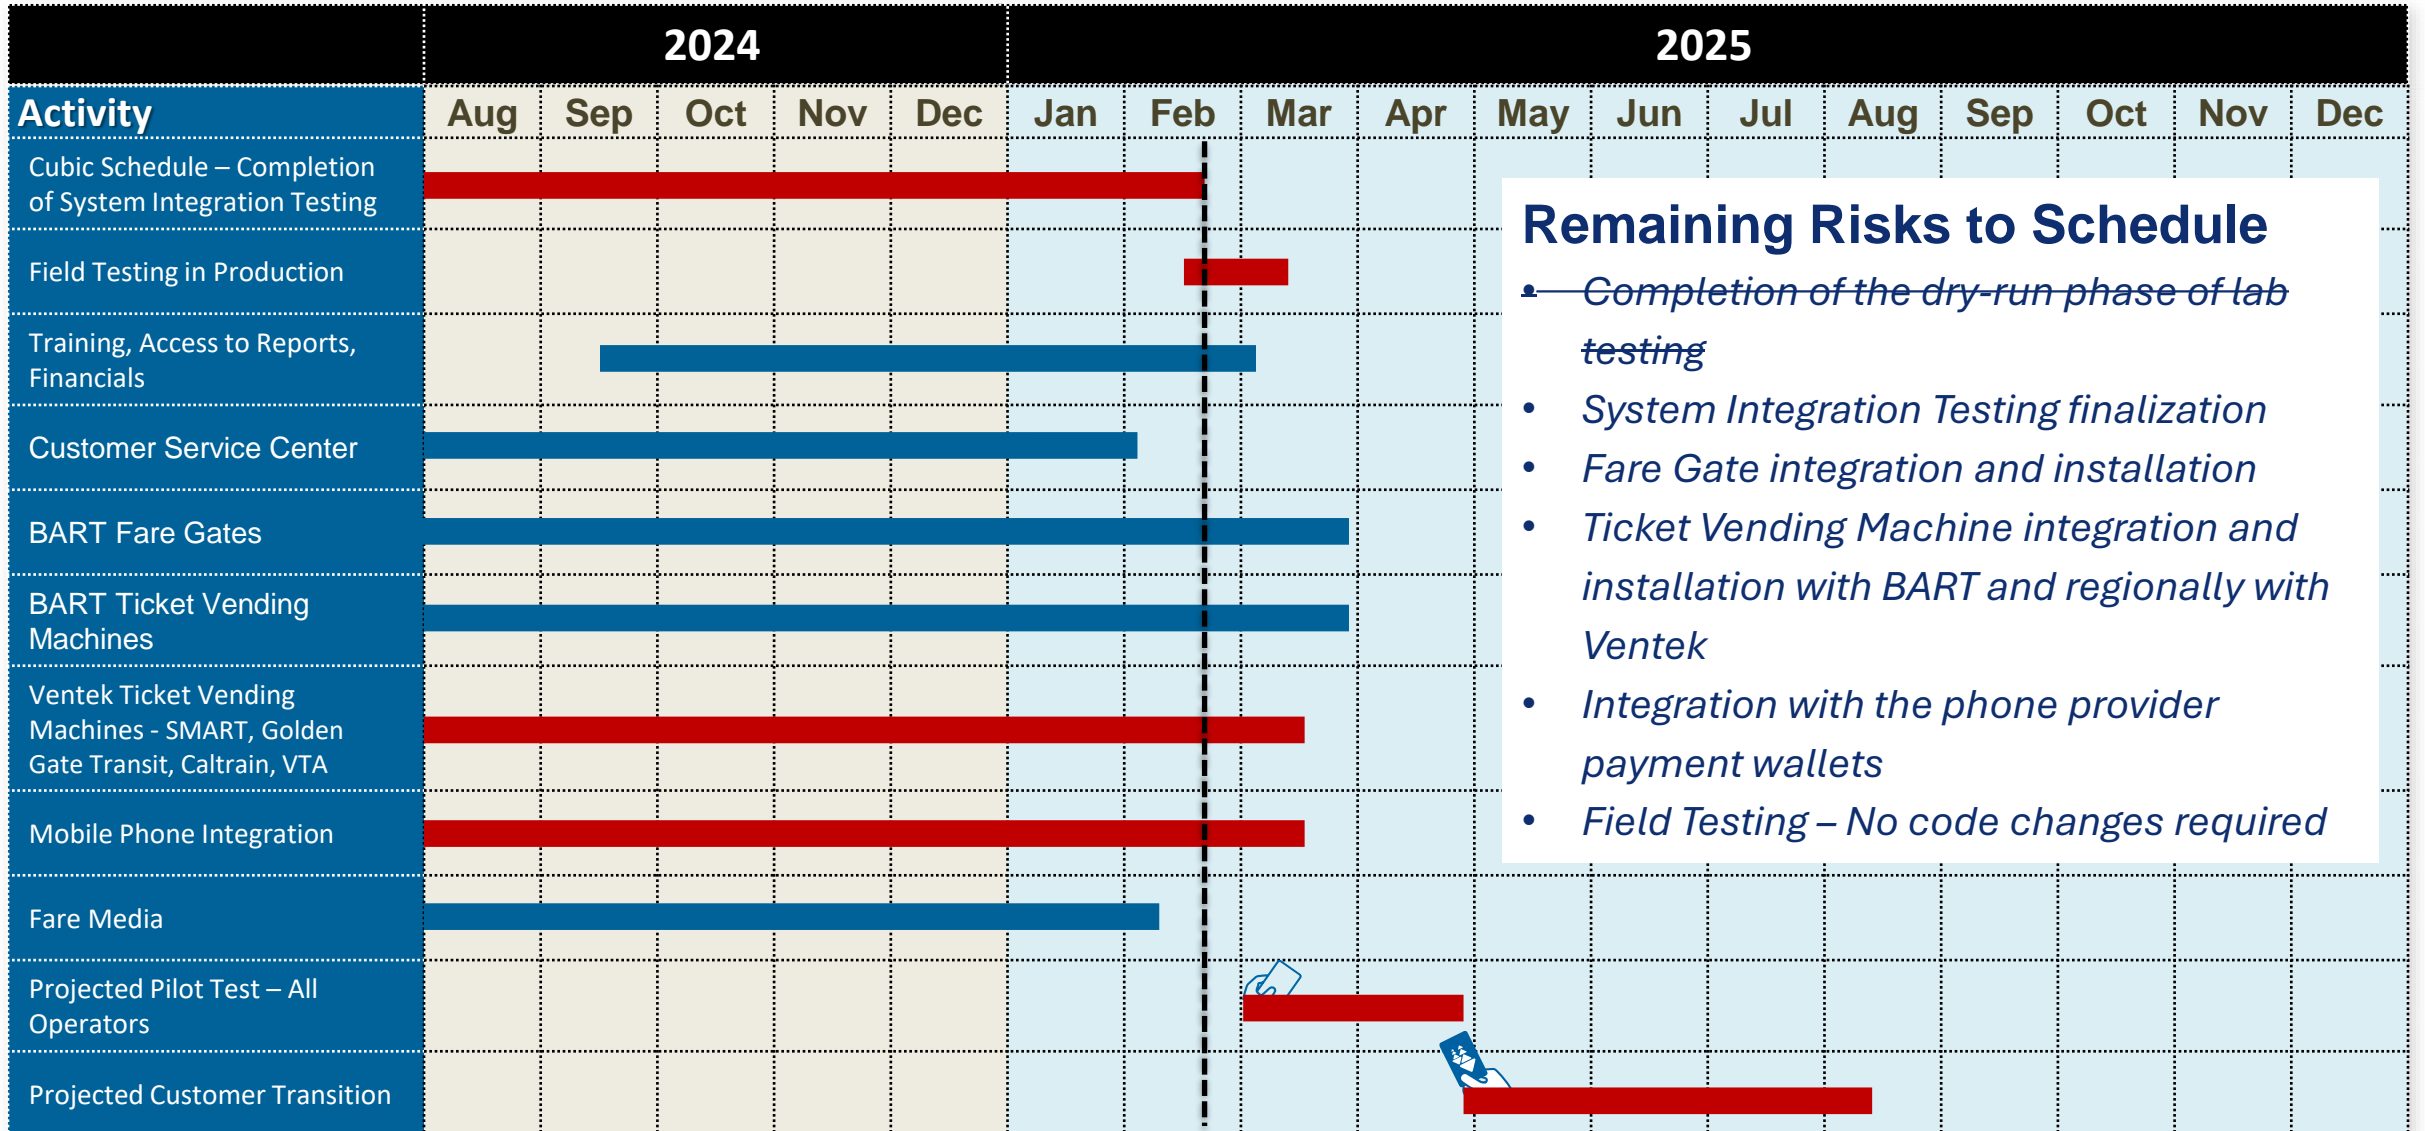 2024
2025
Activity
Aug Sep Oct Nov Dec Jan Feb Mar Apr May Jun Jul Aug Sep Oct Nov Dec
Cubic Schedule – Completion
of System Integration Testing
Field Testing in Production
Training, Access to Reports,
Financials
Customer Service Center
BART Fare Gates
BART Ticket Vending
Machines
Ventek Ticket Vending
Machines - SMART, Golden
Gate Transit, Caltrain, VTA
Mobile Phone Integration
Fare Media
Projected Pilot Test – All
Operators
Projected Customer Transition
Remaining Risks to Schedule
• Completion of the dry-run phase of lab
testing
• System Integration Testing finalization
• Fare Gate integration and installation
• Ticket Vending Machine integration and
installation with BART and regionally with
Ventek
• Integration with the phone provider
payment wallets
• Field Testing – No code changes required